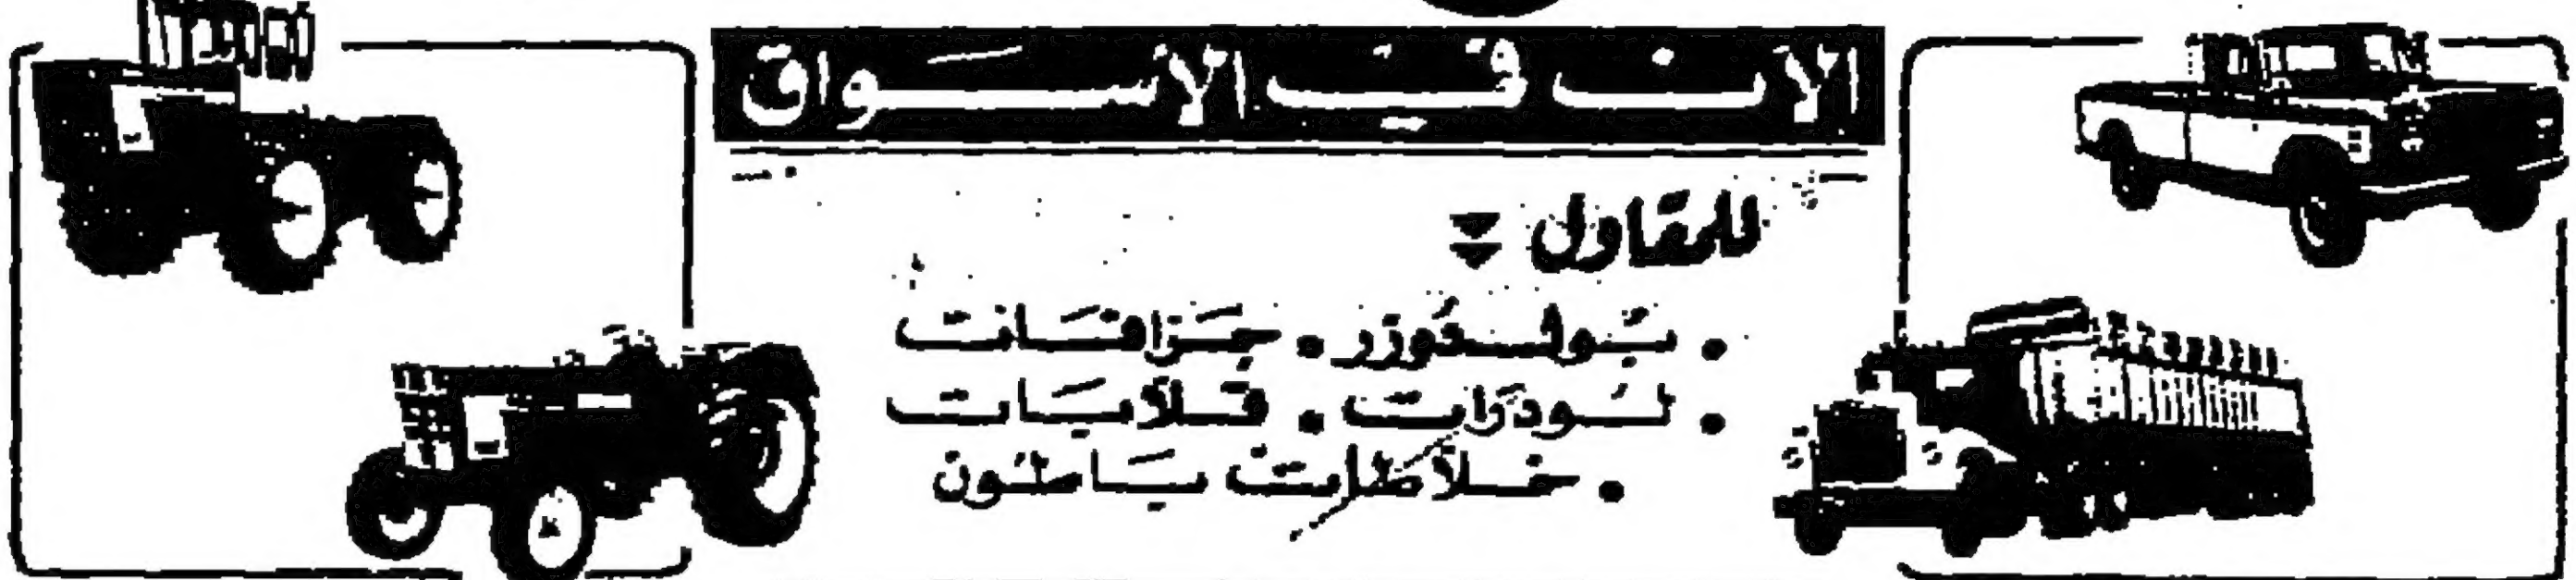 الآن في الأسواق
للمقاول
• بولدوزر • جرافات
• لودرات • قلابات
• خلاطات باطون